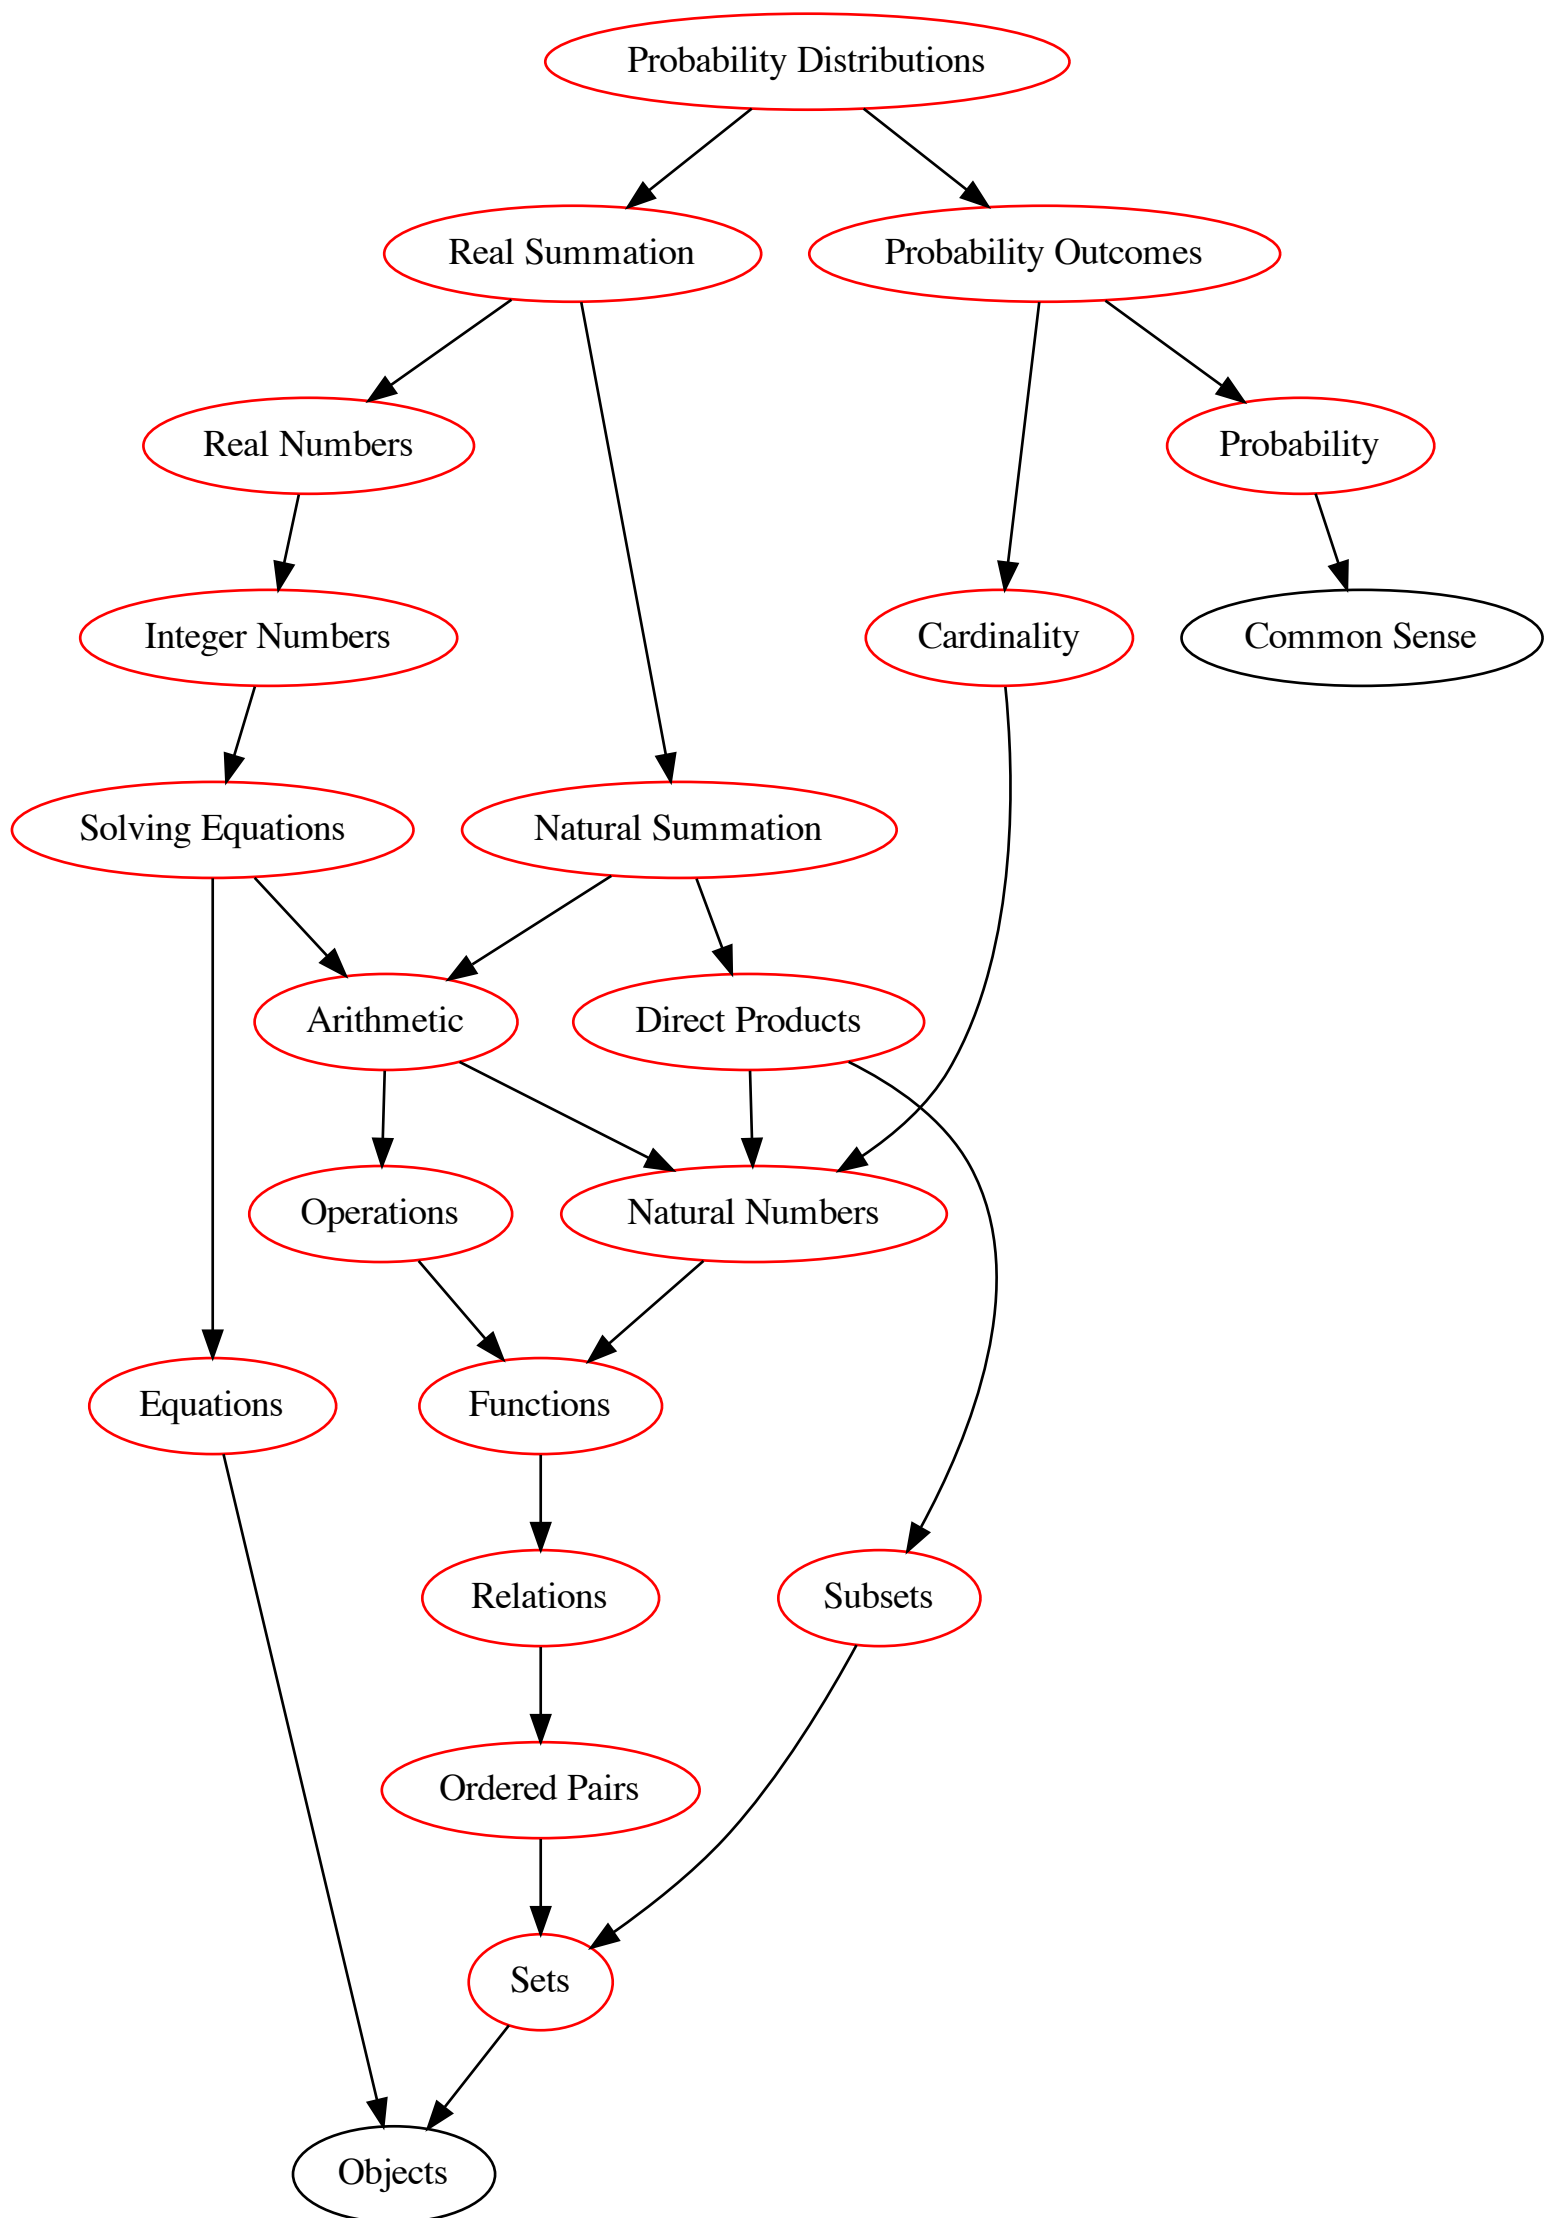 Probability Distributions
Real Summation
Probability Outcomes
Real Numbers
Probability
Integer Numbers
Cardinality
Common Sense
Solving Equations
Natural Summation
Arithmetic
Direct Products
Operations
Natural Numbers
Equations
Functions
Relations
Subsets
Ordered Pairs
Sets
Objects